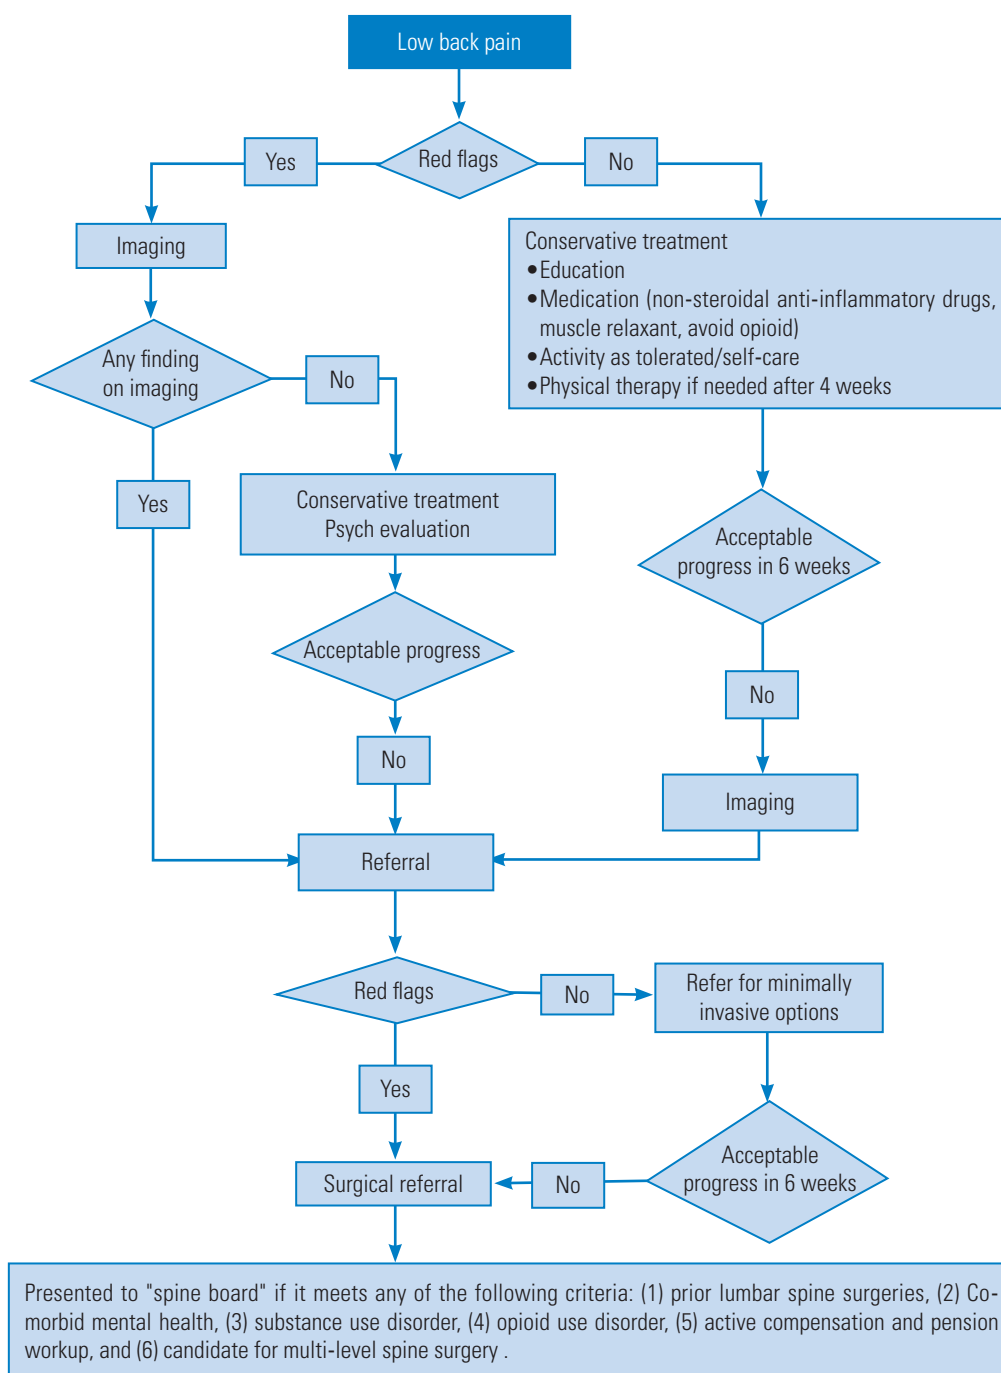 Low back pain
Red flags
Yes
No
Imaging
Any finding
on imaging
No
Yes
Conservative treatment
Psych evaluation
Acceptable progress
No
Conservative treatment
•Education
•Medication (non-steroidal anti-inflammatory drugs,
muscle relaxant, avoid opioid)
•Activity as tolerated/self-care
•Physical therapy if needed after 4 weeks
Acceptable
progress in 6 weeks
No
Imaging
Referral
Red flags
No
Refer for minimally
invasive options
Yes
Acceptable
progress in 6 weeks
No
Surgical referral
Presented to "spine board" if it meets any of the following criteria: (1) prior lumbar spine surgeries, (2) Co-
morbid mental health, (3) substance use disorder, (4) opioid use disorder, (5) active compensation and pension
workup, and (6) candidate for multi-level spine surgery .